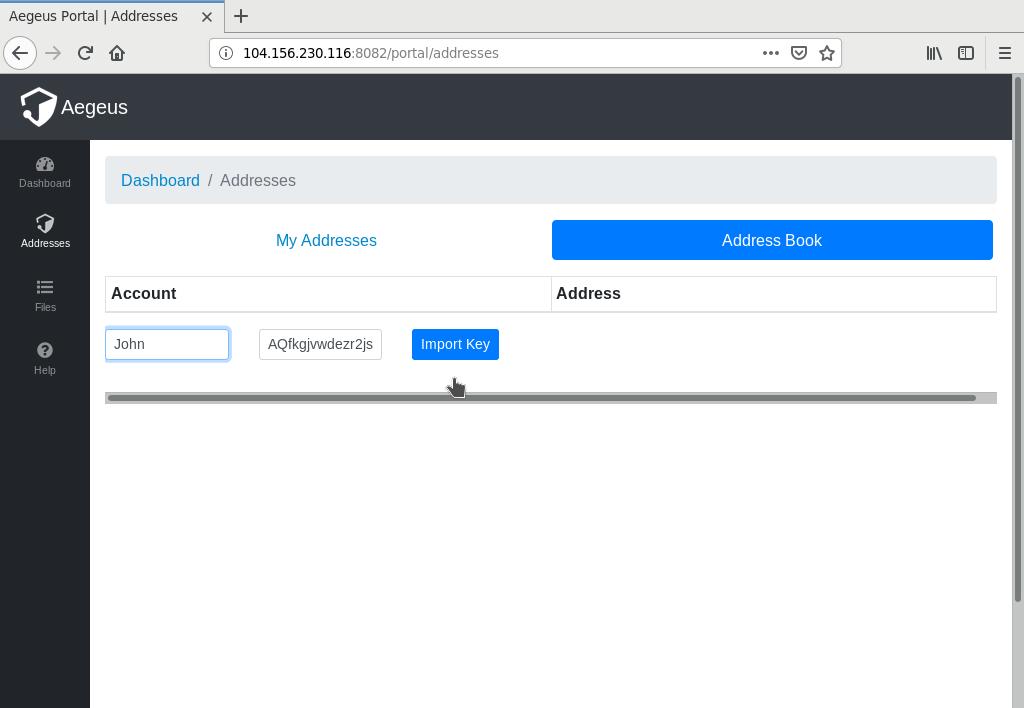 Aegeus Portal | Addresses
104.156.230.116:8082/portal/addresses
Aegeus
Dashboard
Addresses
Files
Help
Dashboard / Addresses
My Addresses Address Book
Account Address
John AQfkgjvwdezr2js Import Key